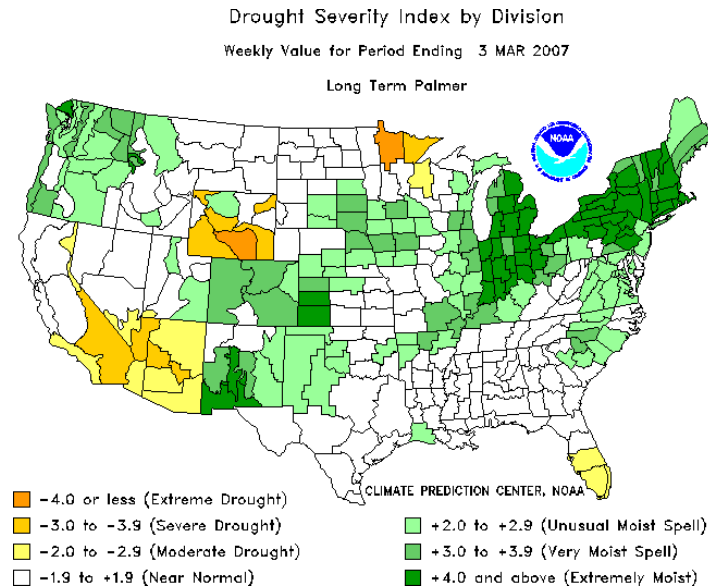 Drought Severity Index by Division
Weekly Value for Period Ending 3 MAR 2007
Long Term Palmer
NOAA
CLIMATE PREDICTION CENTER, NOAA
-4.0 or less (Extreme Drought)
-3.0 to -3.9 (Severe Drought)
-2.0 to -2.9 (Moderate Drought)
-1.9 to +1.9 (Near Normal)
+2.0 to +2.9 (Unusual Moist Spell)
+3.0 to +3.9 (Very Moist Spell)
+4.0 and above (Extremely Moist)